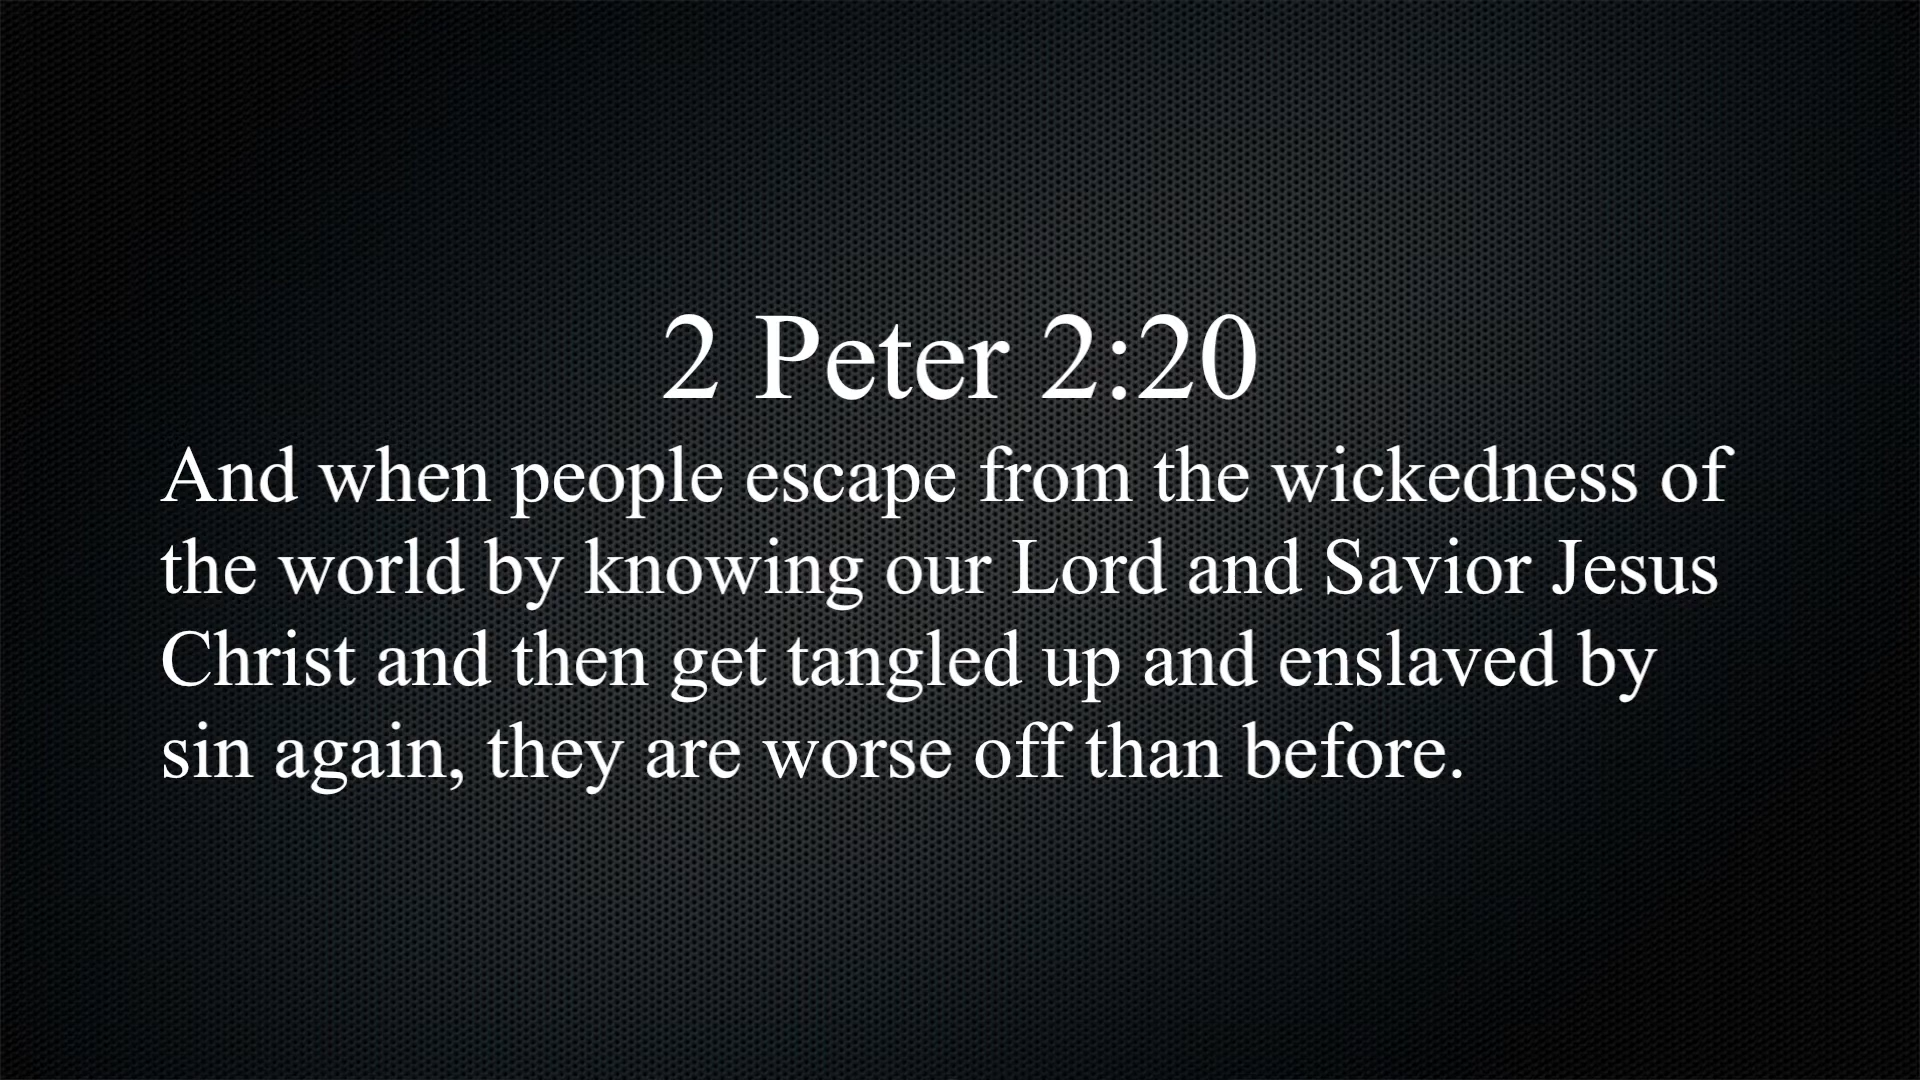 2 Peter 2:20
And when people escape from the wickedness of
the world by knowing our Lord and Savior Jesus
Christ and then get tangled up and enslaved by
sin again, they are worse off than before.